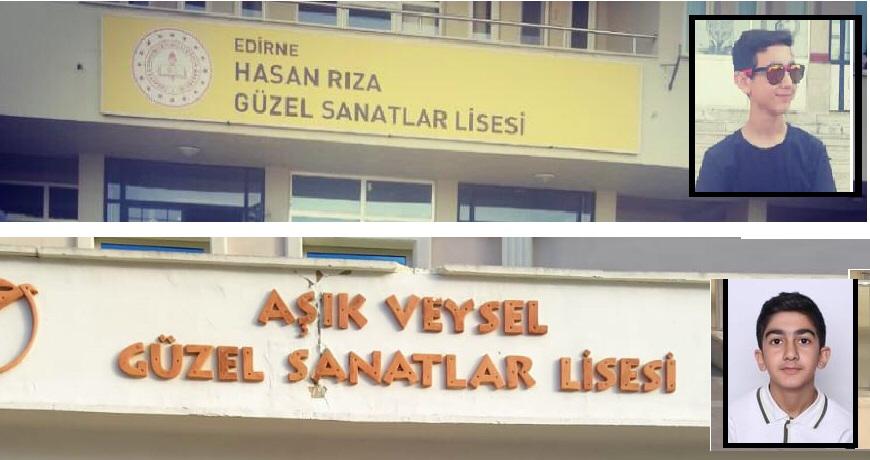 EDİRNE
HASAN RIZA
GÜZEL SANATLAR LİSESİ
AŞIK VEYSEL
GÜZEL SANATLAR LİSESİ